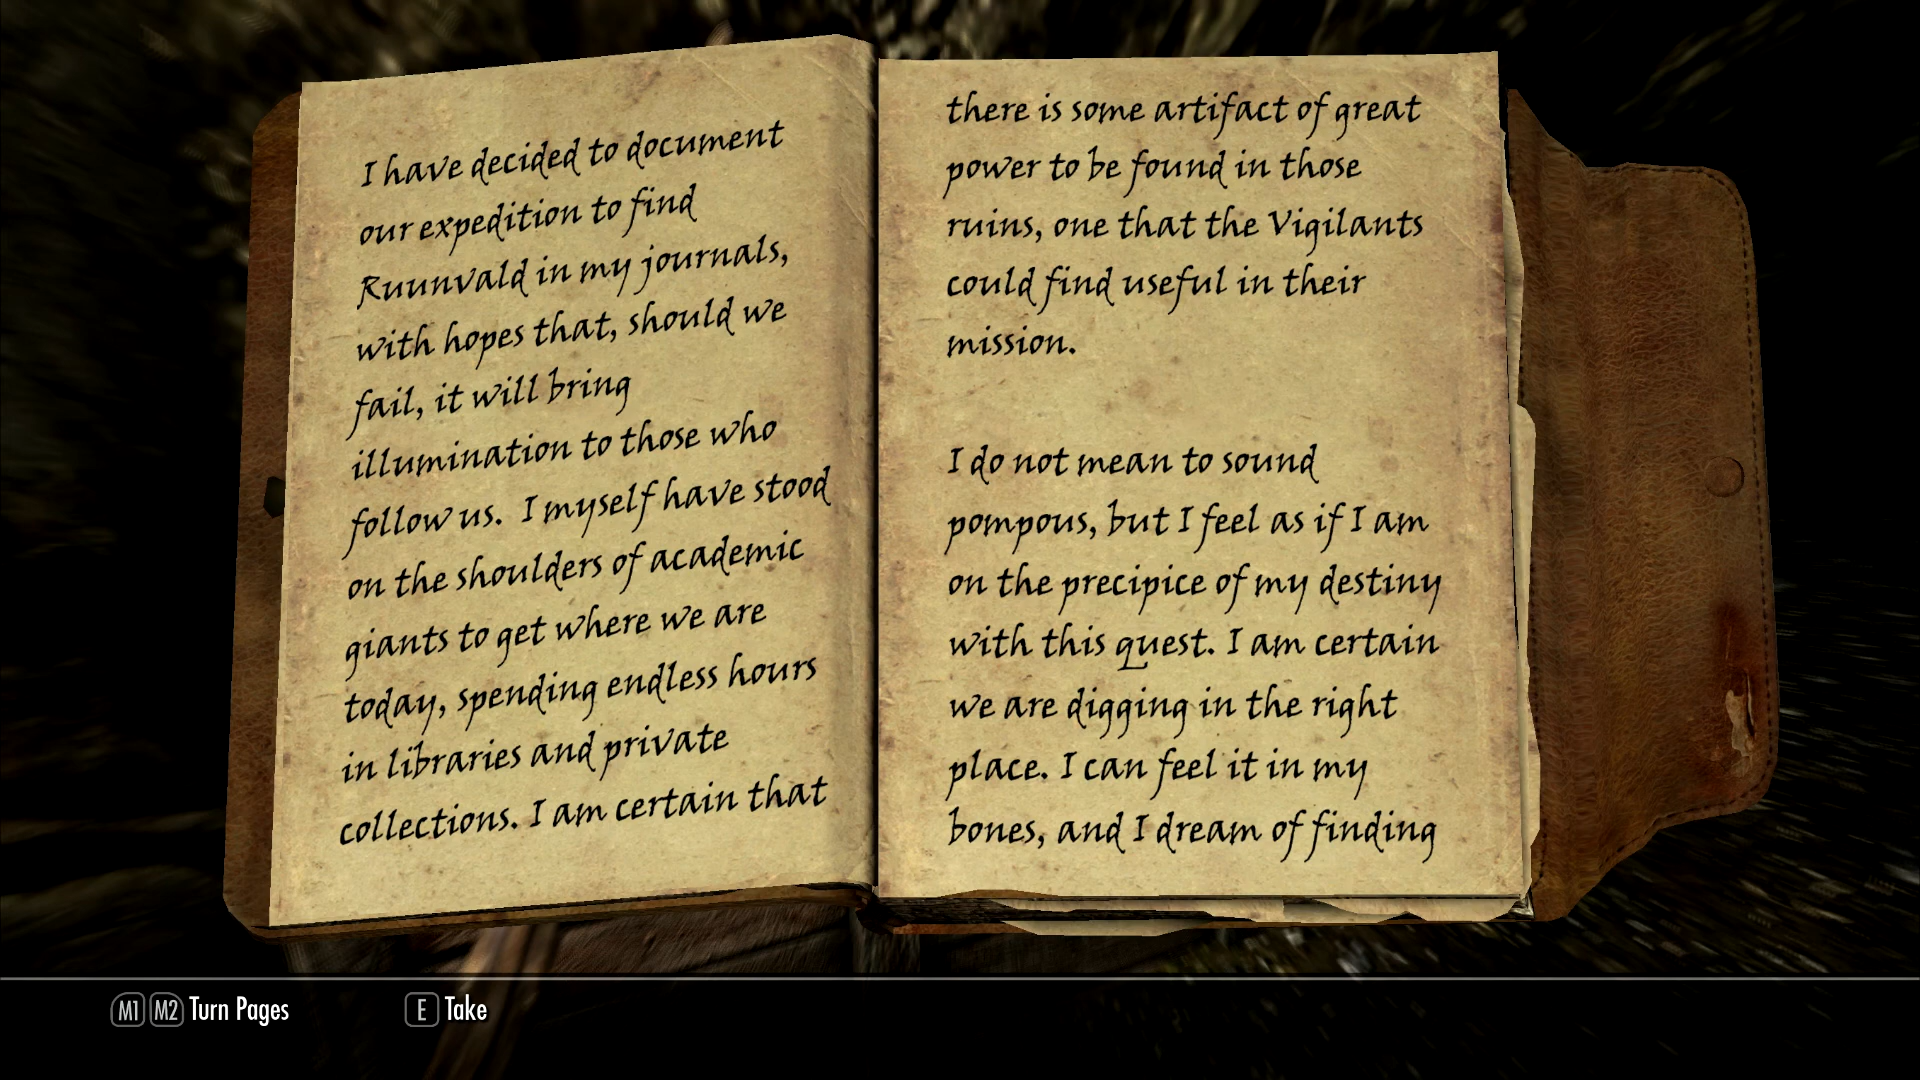 I have decided to document
our expedition to find
Ruunvald in my journals,
with hopes that, should we
fail, it will bring
illumination to those who
follow us.  I myself have stood
on the shoulders of academic
giants to get where we are
today, spending endless hours
in libraries and private
collections. I am certain that
there is some artifact of great
power to be found in those
ruins, one that the Vigilants
could find useful in their
mission.
I do not mean to sound
pompous, but I feel as if I am
on the precipice of my destiny
with this quest. I am certain
we are digging in the right
place. I can feel it in my
bones, and I dream of finding
M1 M2 Turn Pages
E Take